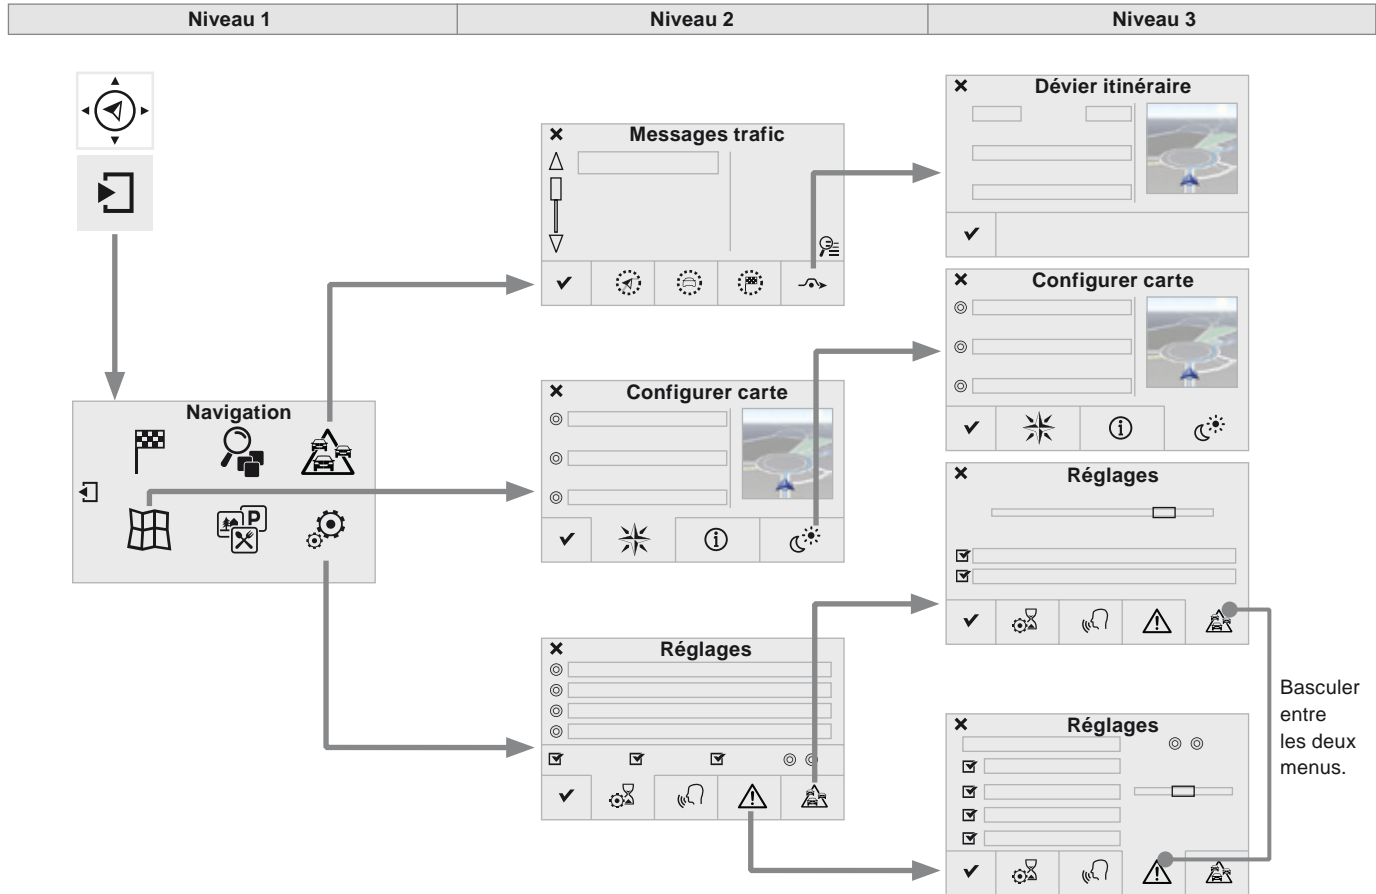 Niveau 1
Niveau 2
Niveau 3
Dévier itinéraire
Messages trafic
Configurer carte
Configurer carte
Navigation
P
Réglages
Réglages
Réglages
Basculer
entre
les deux
menus.